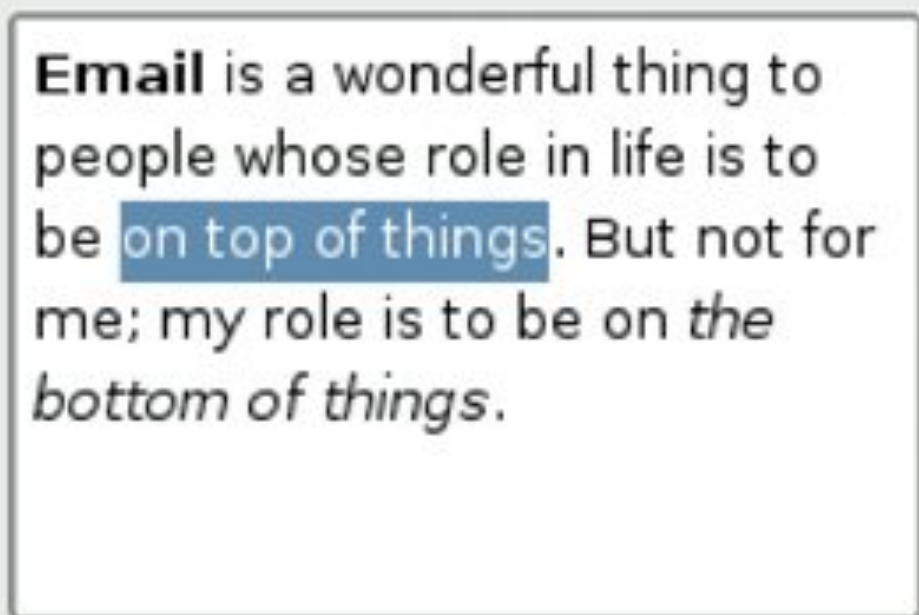 Email is a wonderful thing to
people whose role in life is to
be on top of things. But not for
me; my role is to be on the
bottom of things.